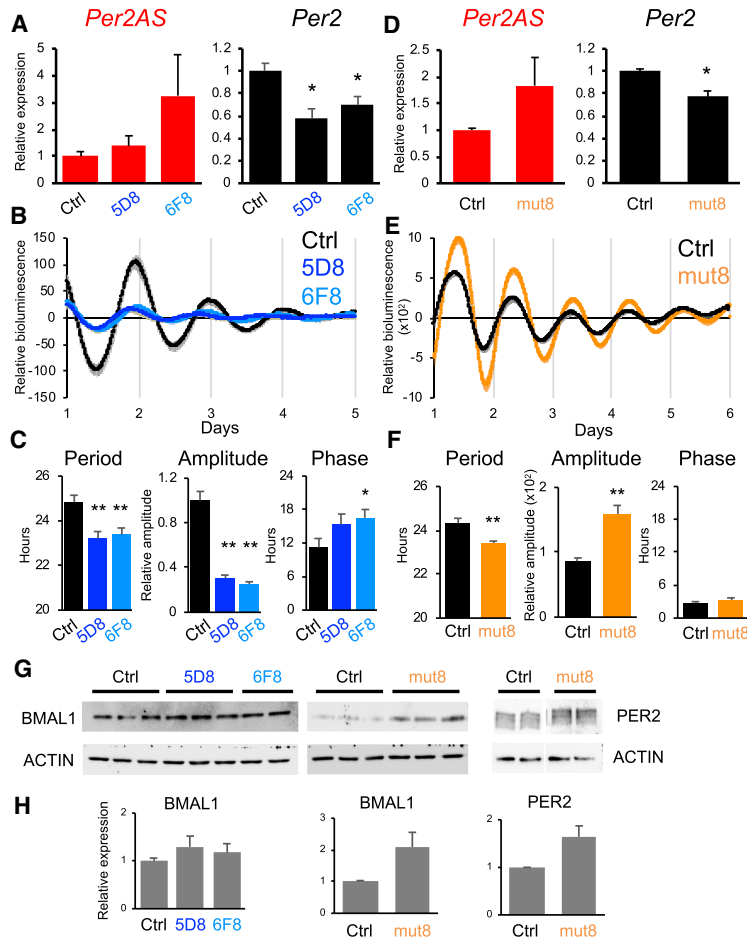 A
Per2AS
Per2
Relative expression
5
4
3
2
1
0
Ctrl
5D8
6F8
1.2
1
0.8
0.6
0.4
0.2
0
*
*
Ctrl
5D8
6F8
D
Per2AS
Per2
Relative expression
2.5
2
1.5
1
0.5
0
Ctrl
mut8
1.2
1
0.8
0.6
0.4
0.2
0
*
Ctrl
mut8
B
Relative bioluminescence
150
100
50
0
-50
-100
-150
Ctrl
5D8
6F8
1
2
3
4
5
Days
E
Relative bioluminescence
(x10²)
10
5
0
-5
-10
Ctrl
mut8
1
2
3
4
5
6
Days
C
Period
Hours
26
24
22
20
**
**
Ctrl
5D8
6F8
Amplitude
Relative amplitude
1.2
0.8
0.4
0
**
**
Ctrl
5D8
6F8
Phase
Hours
24
18
12
6
0
*
Ctrl
5D8
6F8
F
Period
Hours
26
24
22
20
**
Ctrl
mut8
Amplitude
Relative amplitude (x10²)
2
1
0
**
Ctrl
mut8
Phase
Hours
24
18
12
6
0
Ctrl
mut8
G
Ctrl
5D8
6F8
Ctrl
mut8
Ctrl
mut8
BMAL1
PER2
ACTIN
ACTIN
H
BMAL1
Relative expression
2
1
0
Ctrl
5D8
6F8
BMAL1
3
2
1
0
Ctrl
mut8
PER2
2
1
0
Ctrl
mut8